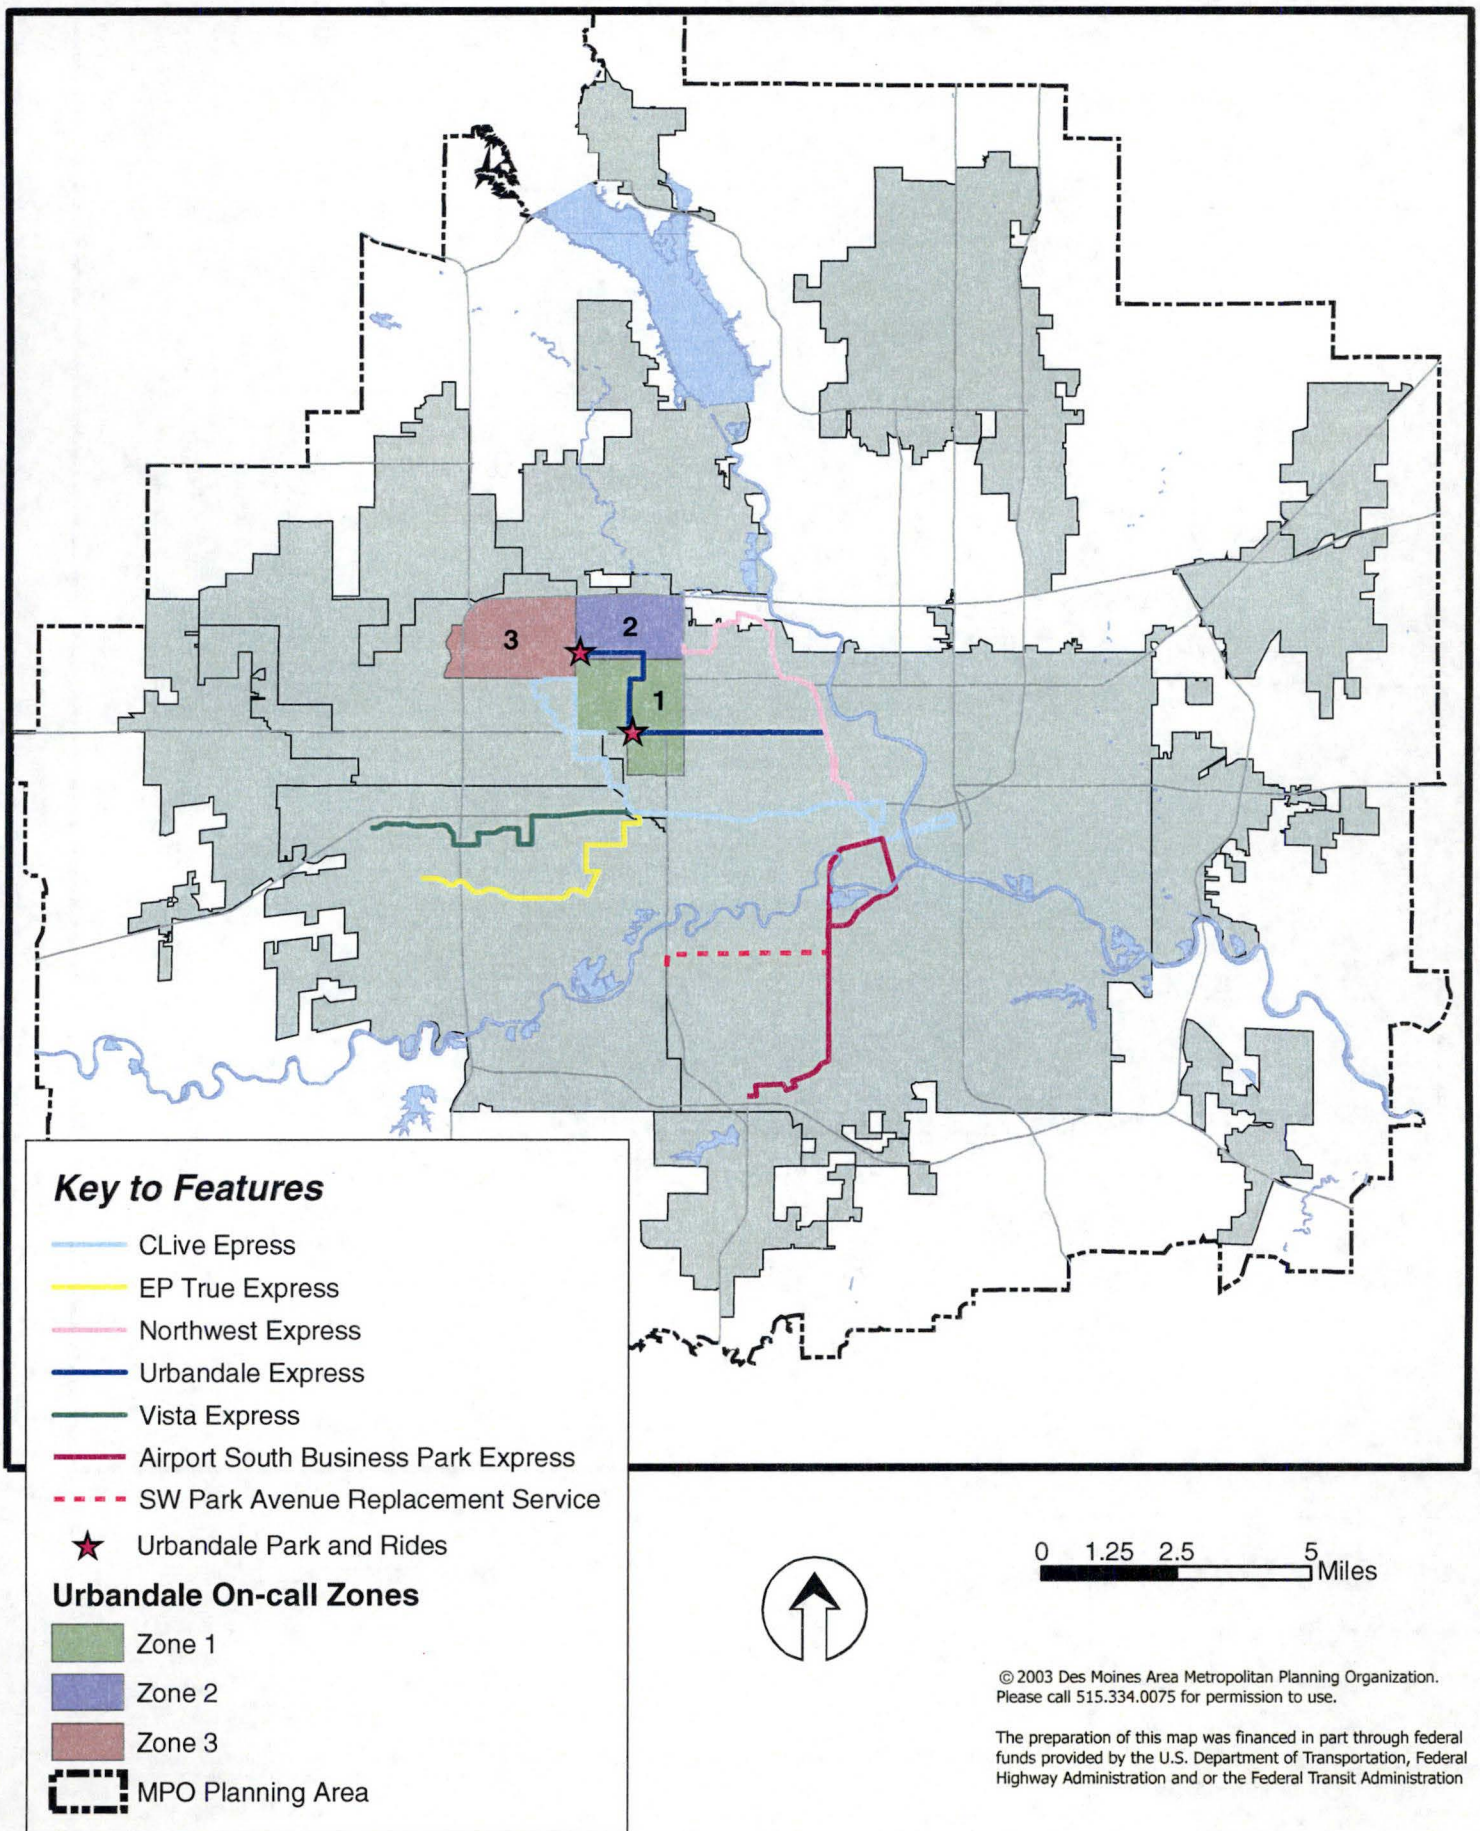 3
2
1
Key to Features
CLive Epress
EP True Express
Northwest Express
Urbandale Express
Vista Express
Airport South Business Park Express
SW Park Avenue Replacement Service
Urbandale Park and Rides
Urbandale On-call Zones
Zone 1
Zone 2
Zone 3
MPO Planning Area
0 1.25 2.5 5
Miles
© 2003 Des Moines Area Metropolitan Planning Organization.
Please call 515.334.0075 for permission to use.
The preparation of this map was financed in part through federal
funds provided by the U.S. Department of Transportation, Federal
Highway Administration and or the Federal Transit Administration